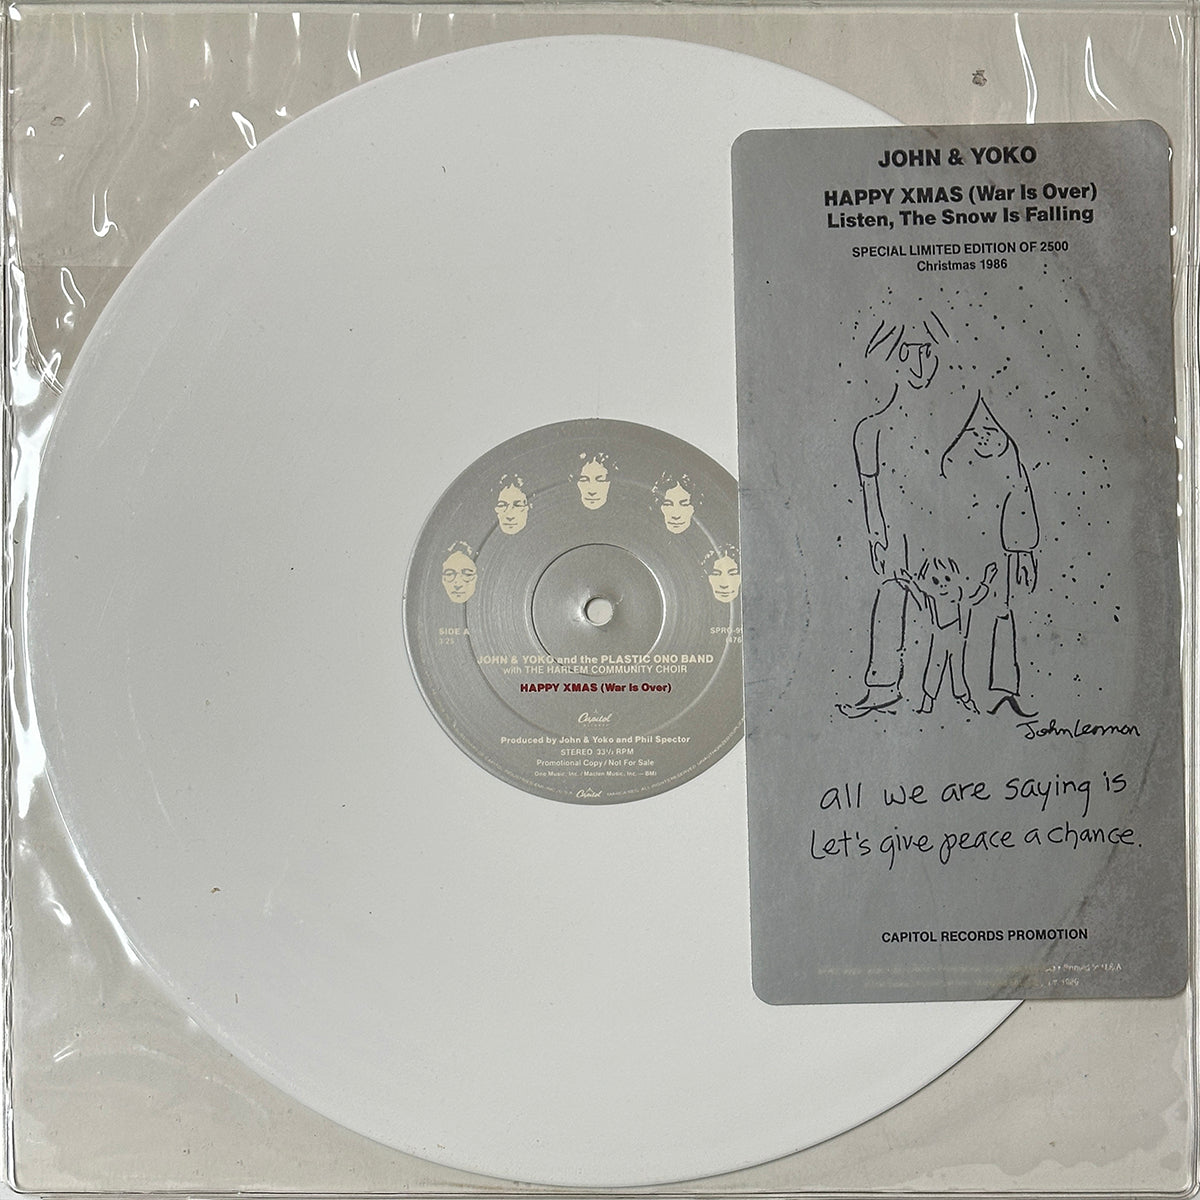 JOHN & YOKO
HAPPY XMAS (War Is Over)
Listen, The Snow Is Falling
SPECIAL LIMITED EDITION OF 2500
Christmas 1986
John Lennon
all we are saying is
Let's give peace a chance.
CAPITOL RECORDS PROMOTION
SIDE A
3:25
JOHN & YOKO and the PLASTIC ONO BAND
with THE HARLEM COMMUNITY CHOIR
HAPPY XMAS (War Is Over)
Capitol
Produced by John & Yoko and Phil Spector
STEREO 33⅓ RPM
Promotional Copy / Not For Sale
Ono Music, Inc. / Maclen Music, Inc. — BMI
Capitol